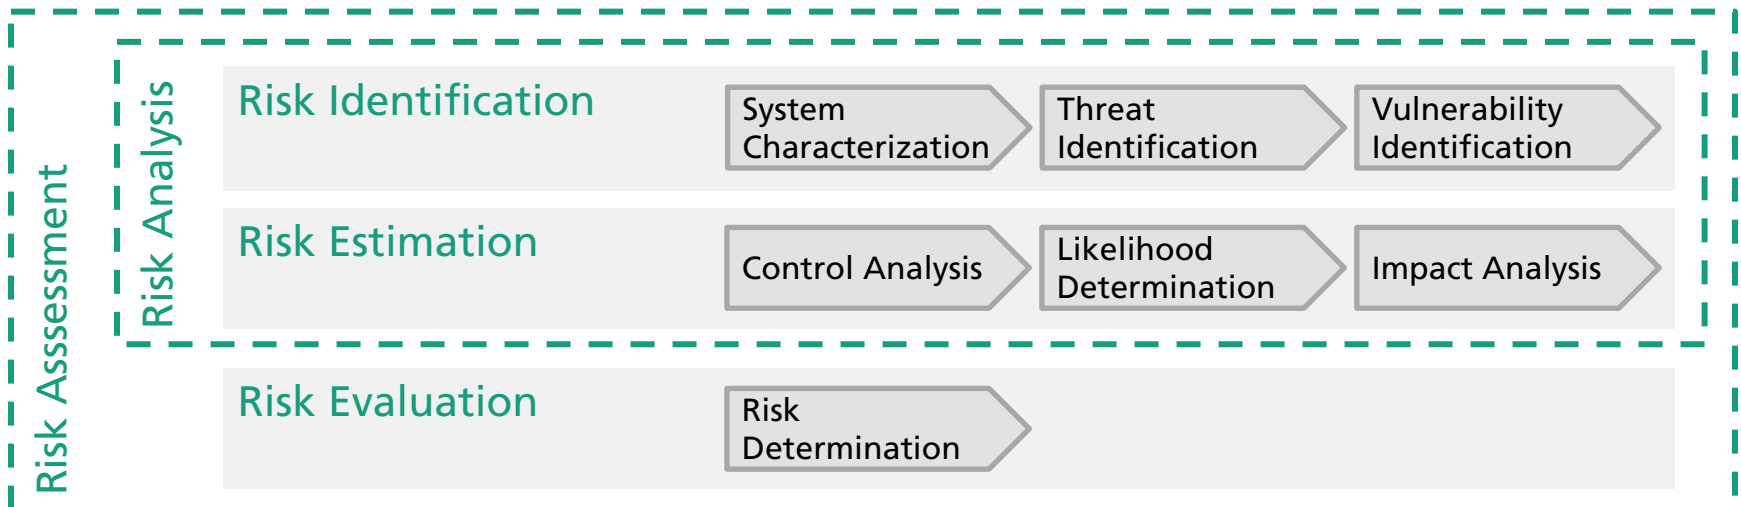 Risk Asssessment
Risk Analysis
Risk Identification
System
Characterization
Threat
Identification
Vulnerability
Identification
Risk Estimation
Control Analysis
Likelihood
Determination
Impact Analysis
Risk Evaluation
Risk
Determination